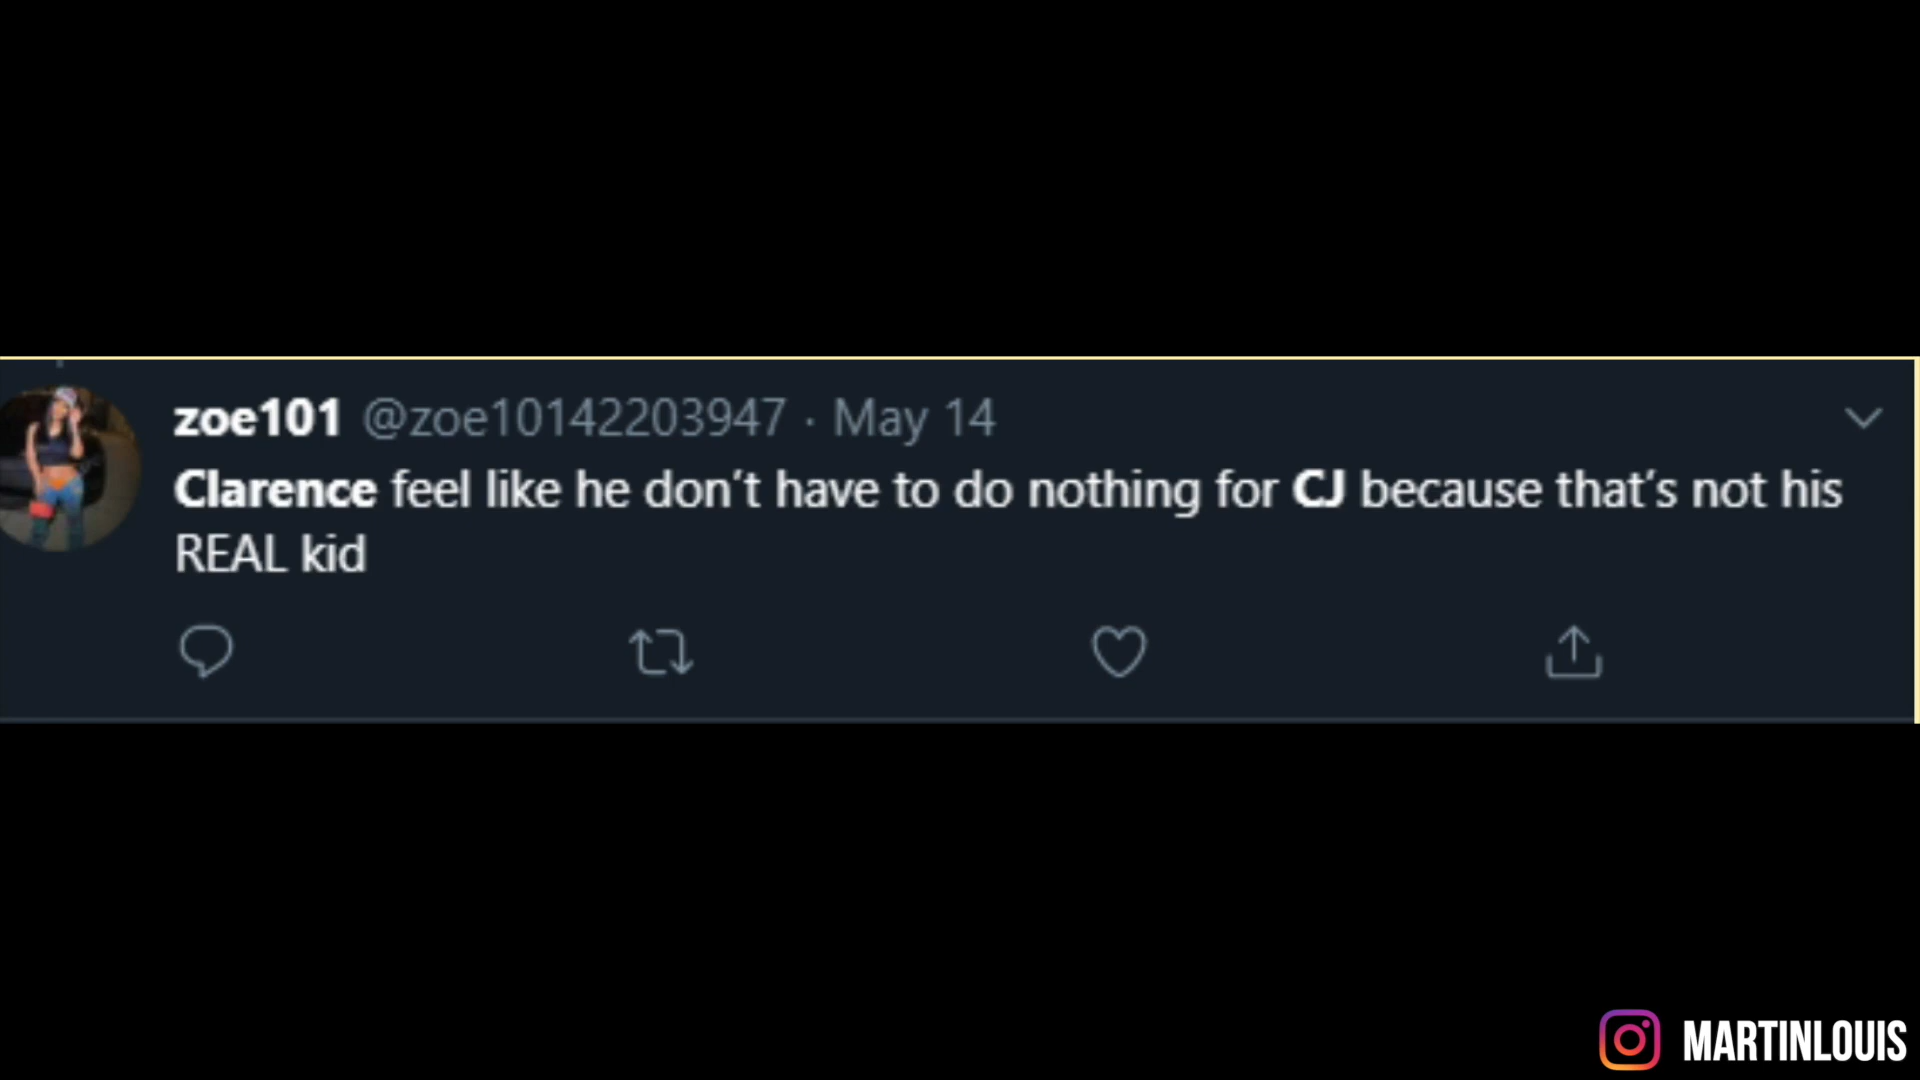 zoe101 @zoe10142203947 · May 14
Clarence feel like he don't have to do nothing for CJ because that's not his
REAL kid
MARTINLOUIS